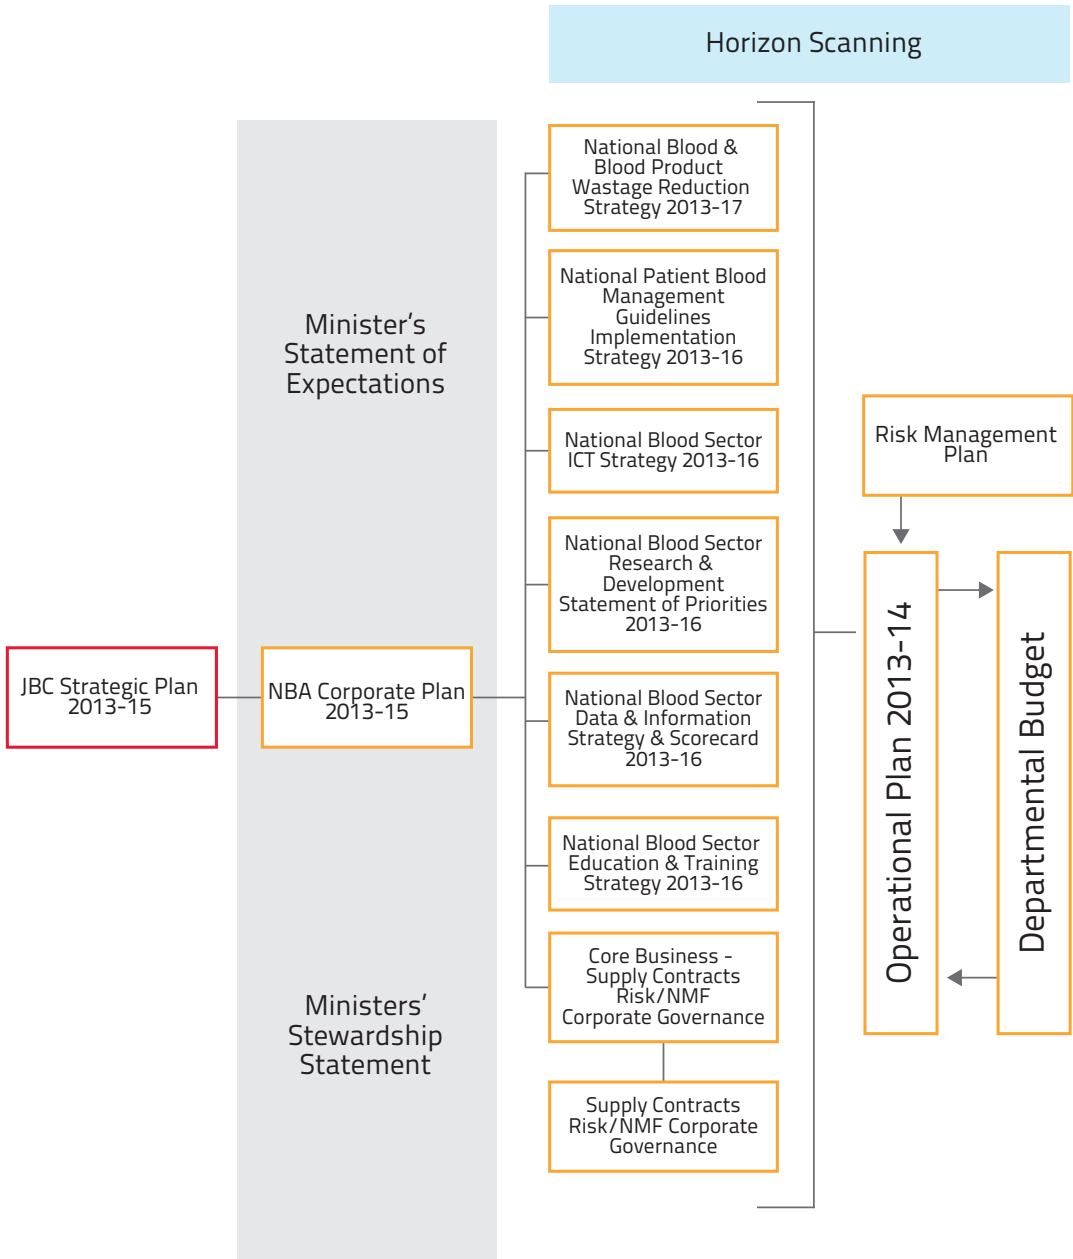 Horizon Scanning
Minister's
Statement of
Expectations
Ministers'
Stewardship
Statement
JBC Strategic Plan
2013-15
NBA Corporate Plan
2013-15
National Blood &
Blood Product
Wastage Reduction
Strategy 2013-17
National Patient Blood
Management
Guidelines
Implementation
Strategy 2013-16
National Blood Sector
ICT Strategy 2013-16
National Blood Sector
Research &
Development
Statement of Priorities
2013-16
National Blood Sector
Data & Information
Strategy & Scorecard
2013-16
National Blood Sector
Education & Training
Strategy 2013-16
Core Business -
Supply Contracts
Risk/NMF
Corporate Governance
Supply Contracts
Risk/NMF Corporate
Governance
Risk Management
Plan
Operational Plan 2013-14
Departmental Budget